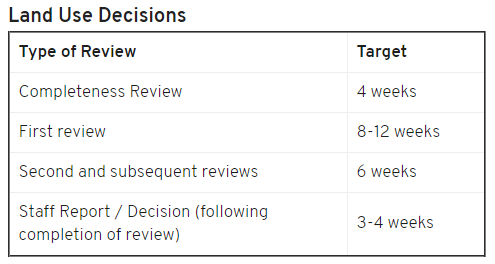 Land Use Decisions
Type of Review Target
Completeness Review 4 weeks
First review 8-12 weeks
Second and subsequent reviews 6 weeks
Staff Report / Decision (following
completion of review) 3-4 weeks